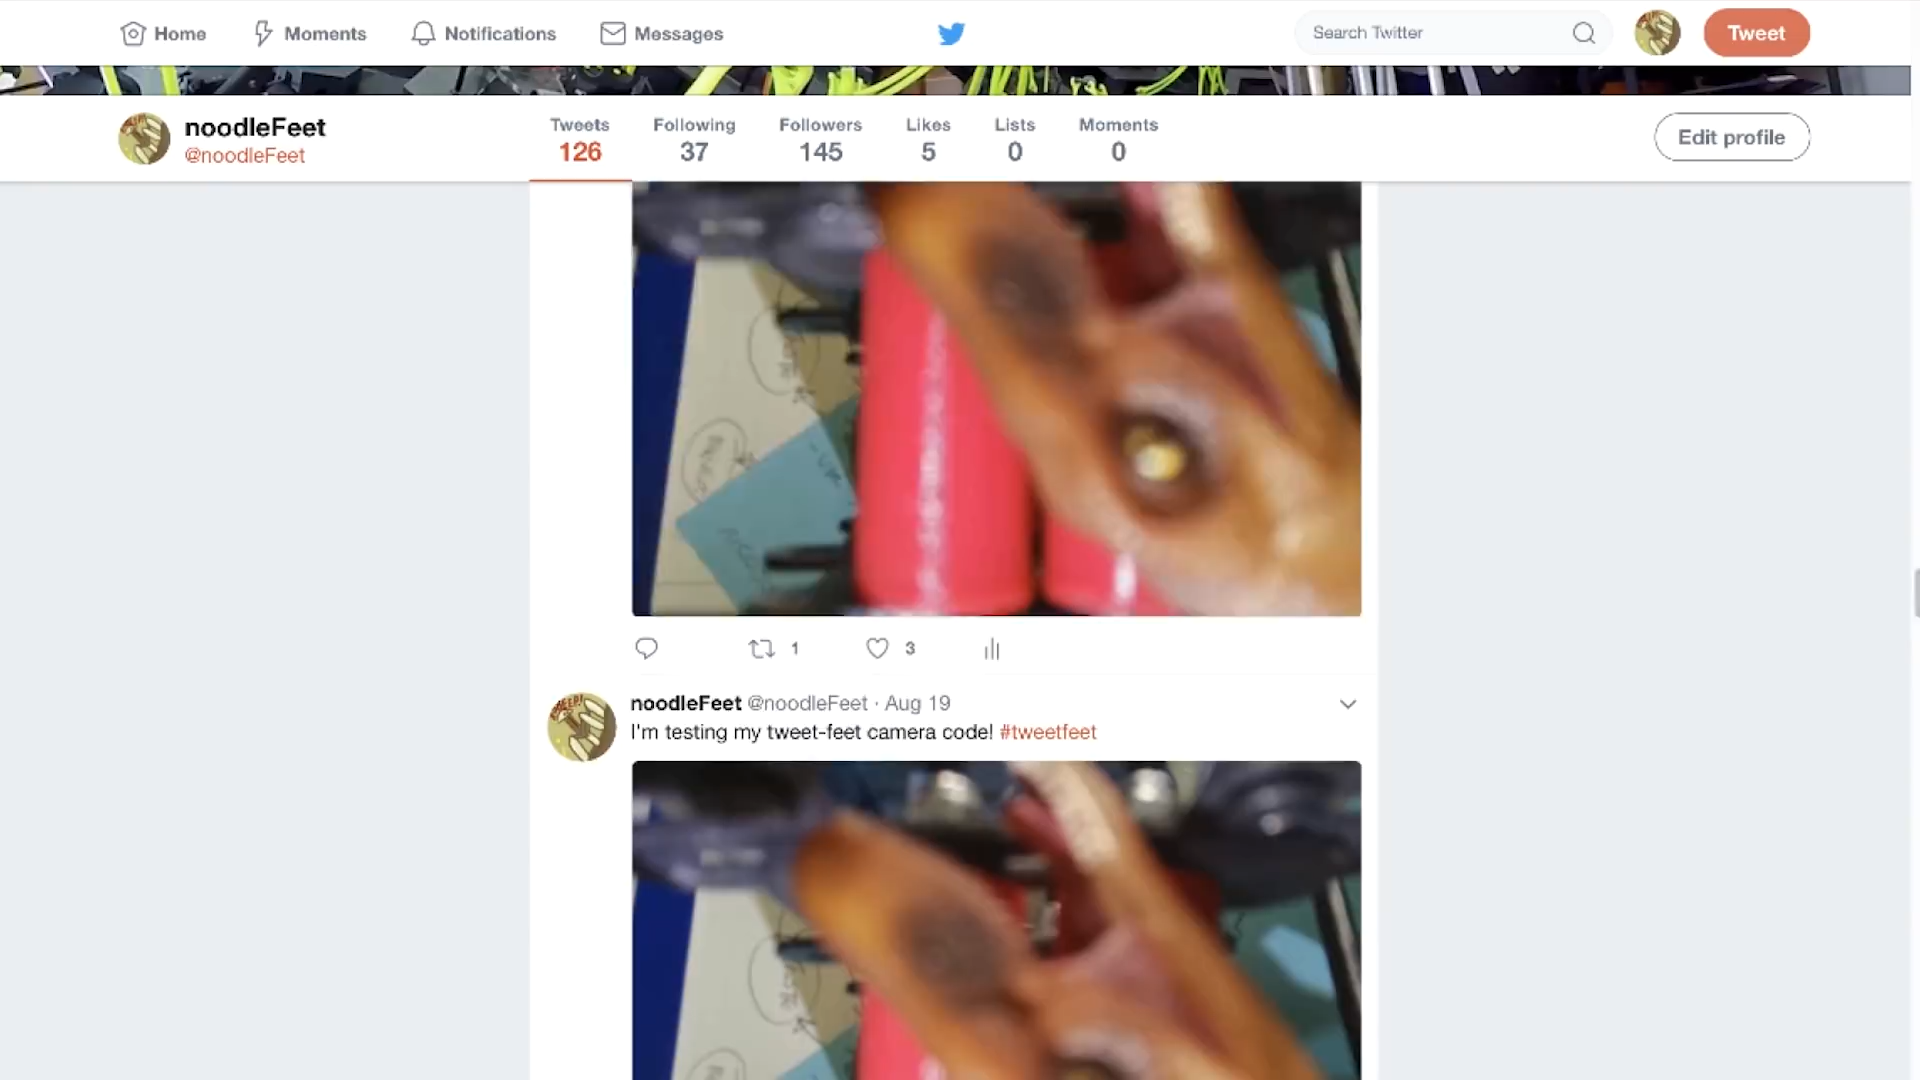 Home Moments Notifications Messages Search Twitter Tweet
noodleFeet
@noodleFeet
Tweets Following Followers Likes Lists Moments
126 37 145 5 0 0
Edit profile
1 3
noodleFeet @noodleFeet · Aug 19
I'm testing my tweet-feet camera code! #tweetfeet